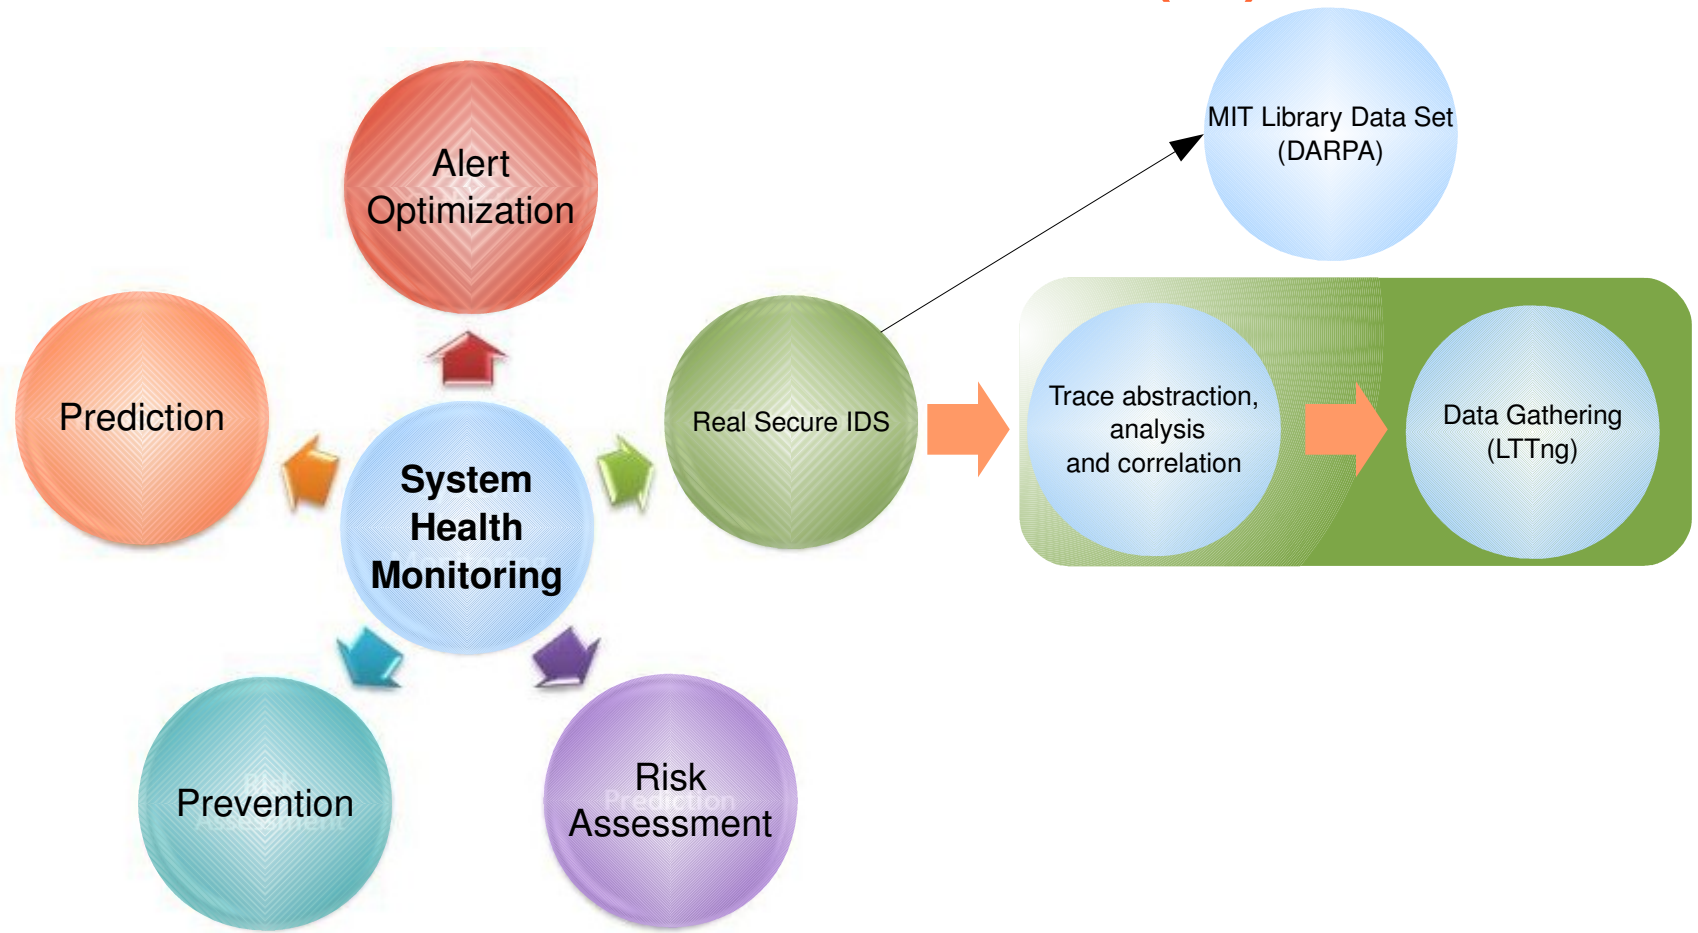 Alert
Optimization
MIT Library Data Set
(DARPA)
Prediction
Real Secure IDS
Trace abstraction,
analysis
and correlation
Data Gathering
(LTTng)
System
Health
Monitoring
Prevention
Risk
Assessment